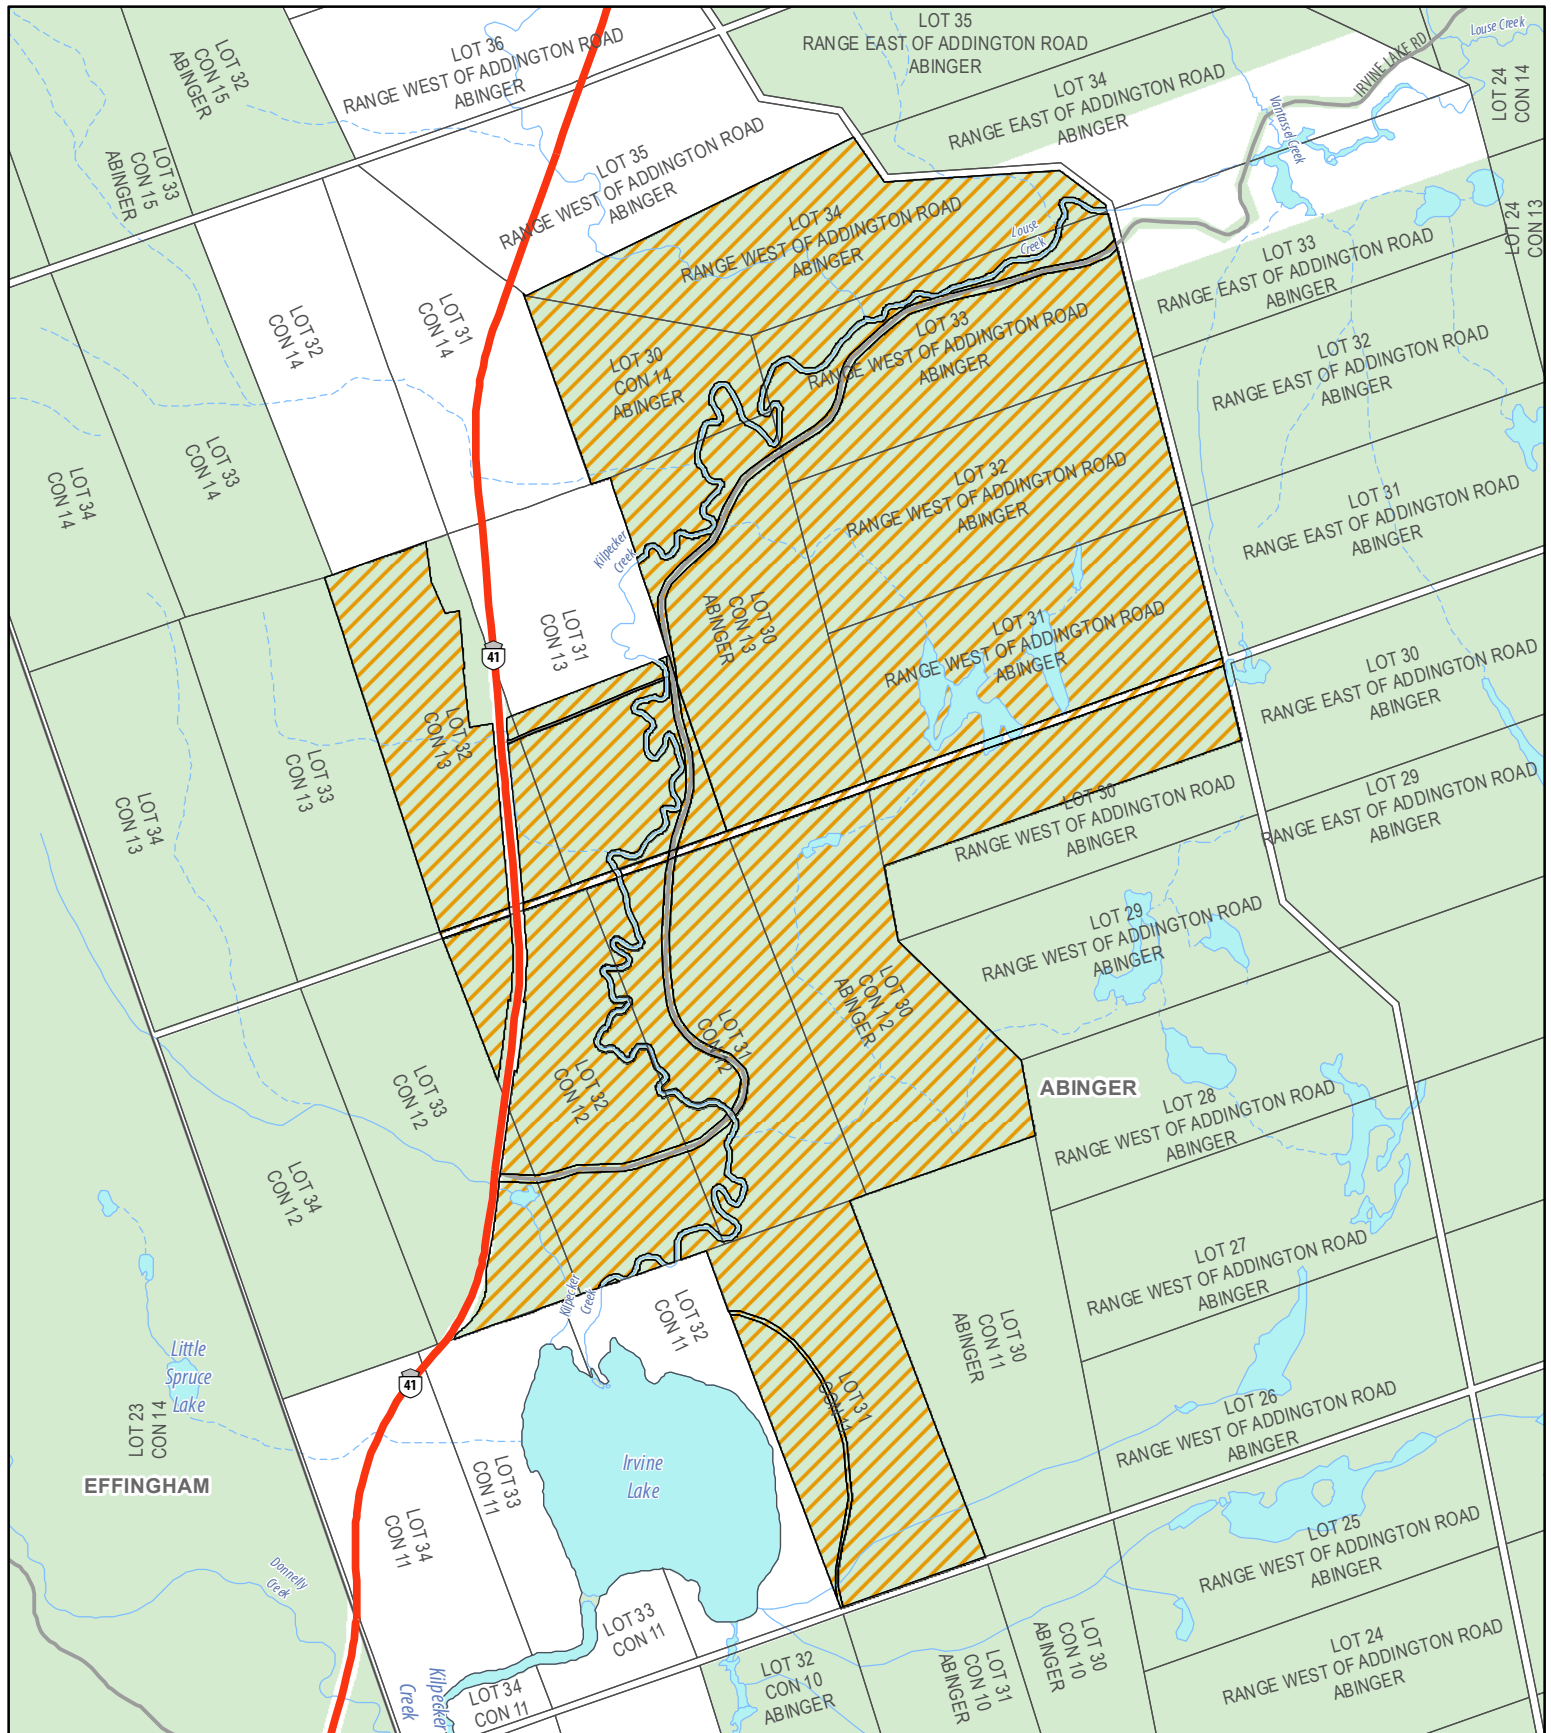 LOT 36
RANGE WEST OF ADDINGTON ROAD
ABINGER
LOT 35
RANGE EAST OF ADDINGTON ROAD
ABINGER
Louse Creek
IRVINE LAKE RD
LOT 32
CON 15
ABINGER
LOT 34
RANGE EAST OF ADDINGTON ROAD
ABINGER
LOT 24
CON 14
Vantassel Creek
LOT 33
CON 15
ABINGER
LOT 35
RANGE WEST OF ADDINGTON ROAD
ABINGER
LOT 34
RANGE WEST OF ADDINGTON ROAD
ABINGER
Louse
Creek
LOT 24
CON 13
LOT 33
RANGE EAST OF ADDINGTON ROAD
ABINGER
LOT 32
CON 14
LOT 31
CON 14
LOT 30
CON 14
ABINGER
LOT 33
RANGE WEST OF ADDINGTON ROAD
ABINGER
LOT 32
RANGE EAST OF ADDINGTON ROAD
ABINGER
LOT 34
CON 14
LOT 33
CON 14
LOT 32
RANGE WEST OF ADDINGTON ROAD
ABINGER
LOT 31
RANGE EAST OF ADDINGTON ROAD
ABINGER
Kilpecker
Creek
LOT 31
CON 13
41
LOT 30
CON 13
ABINGER
LOT 31
RANGE WEST OF ADDINGTON ROAD
ABINGER
LOT 30
RANGE EAST OF ADDINGTON ROAD
ABINGER
LOT 34
CON 13
LOT 33
CON 13
LOT 32
CON 13
LOT 30
RANGE WEST OF ADDINGTON ROAD
ABINGER
LOT 29
RANGE EAST OF ADDINGTON ROAD
ABINGER
LOT 29
RANGE WEST OF ADDINGTON ROAD
ABINGER
LOT 30
CON 12
ABINGER
LOT 31
CON 12
LOT 32
CON 12
LOT 33
CON 12
LOT 34
CON 12
ABINGER
LOT 28
RANGE WEST OF ADDINGTON ROAD
ABINGER
LOT 27
RANGE WEST OF ADDINGTON ROAD
ABINGER
Kilpecker
Creek
LOT 32
CON 11
LOT 30
CON 11
ABINGER
Little
Spruce
Lake
41
LOT 31
CON 11
LOT 26
RANGE WEST OF ADDINGTON ROAD
ABINGER
LOT 23
CON 14
EFFINGHAM
Irvine
Lake
LOT 33
CON 11
LOT 34
CON 11
LOT 25
RANGE WEST OF ADDINGTON ROAD
ABINGER
Donnelly
Creek
LOT 33
CON 11
LOT 34
CON 11
Kilpecker
Creek
LOT 32
CON 10
ABINGER
LOT 31
CON 10
ABINGER
LOT 30
CON 10
ABINGER
LOT 24
RANGE WEST OF ADDINGTON ROAD
ABINGER